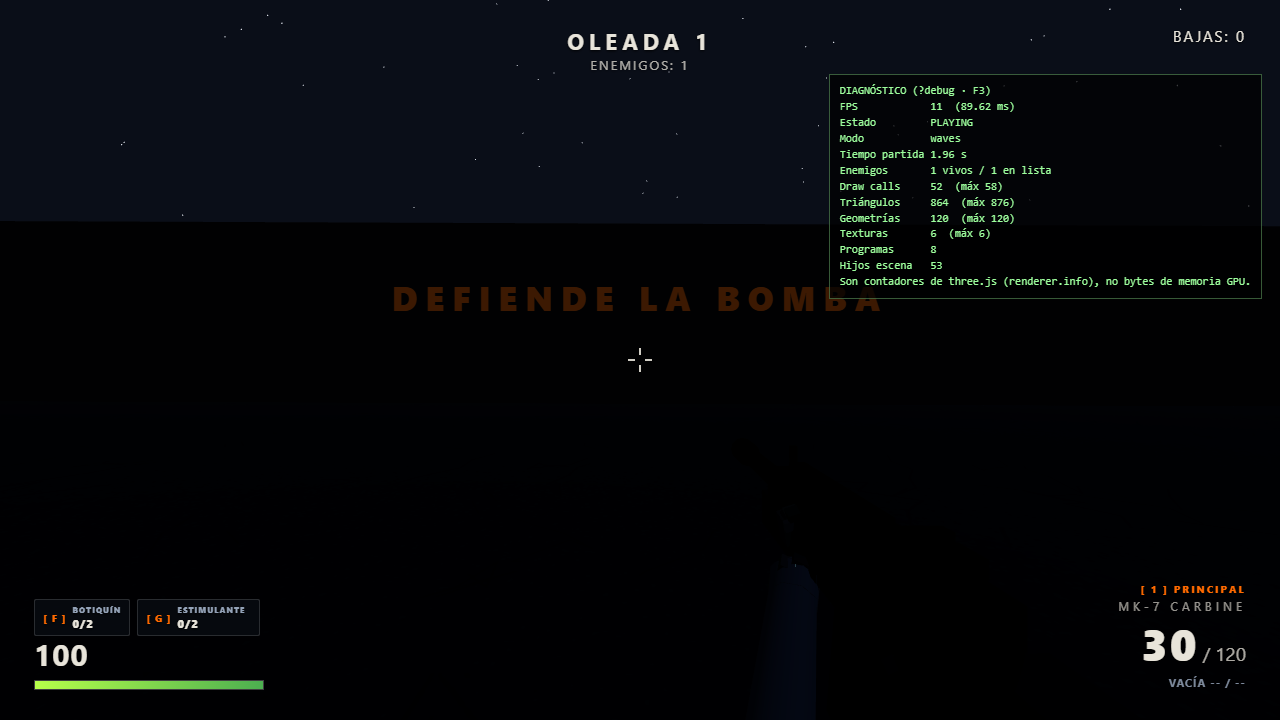 OLEADA 1
ENEMIGOS: 1
BAJAS: 0
DIAGNÓSTICO (?debug · F3)
FPS 11 (89.62 ms)
Estado PLAYING
Modo waves
Tiempo partida 1.96 s
Enemigos 1 vivos / 1 en lista
Draw calls 52 (máx 58)
Triángulos 864 (máx 876)
Geometrías 120 (máx 120)
Texturas 6 (máx 6)
Programas 8
Hijos escena 53
Son contadores de three.js (renderer.info), no bytes de memoria GPU.
DEFIENDE LA BOMBA
[ F ] BOTIQUÍN 0/2
[ G ] ESTIMULANTE 0/2
100
[ 1 ] PRINCIPAL
MK-7 CARBINE
30 / 120
VACÍA -- / --